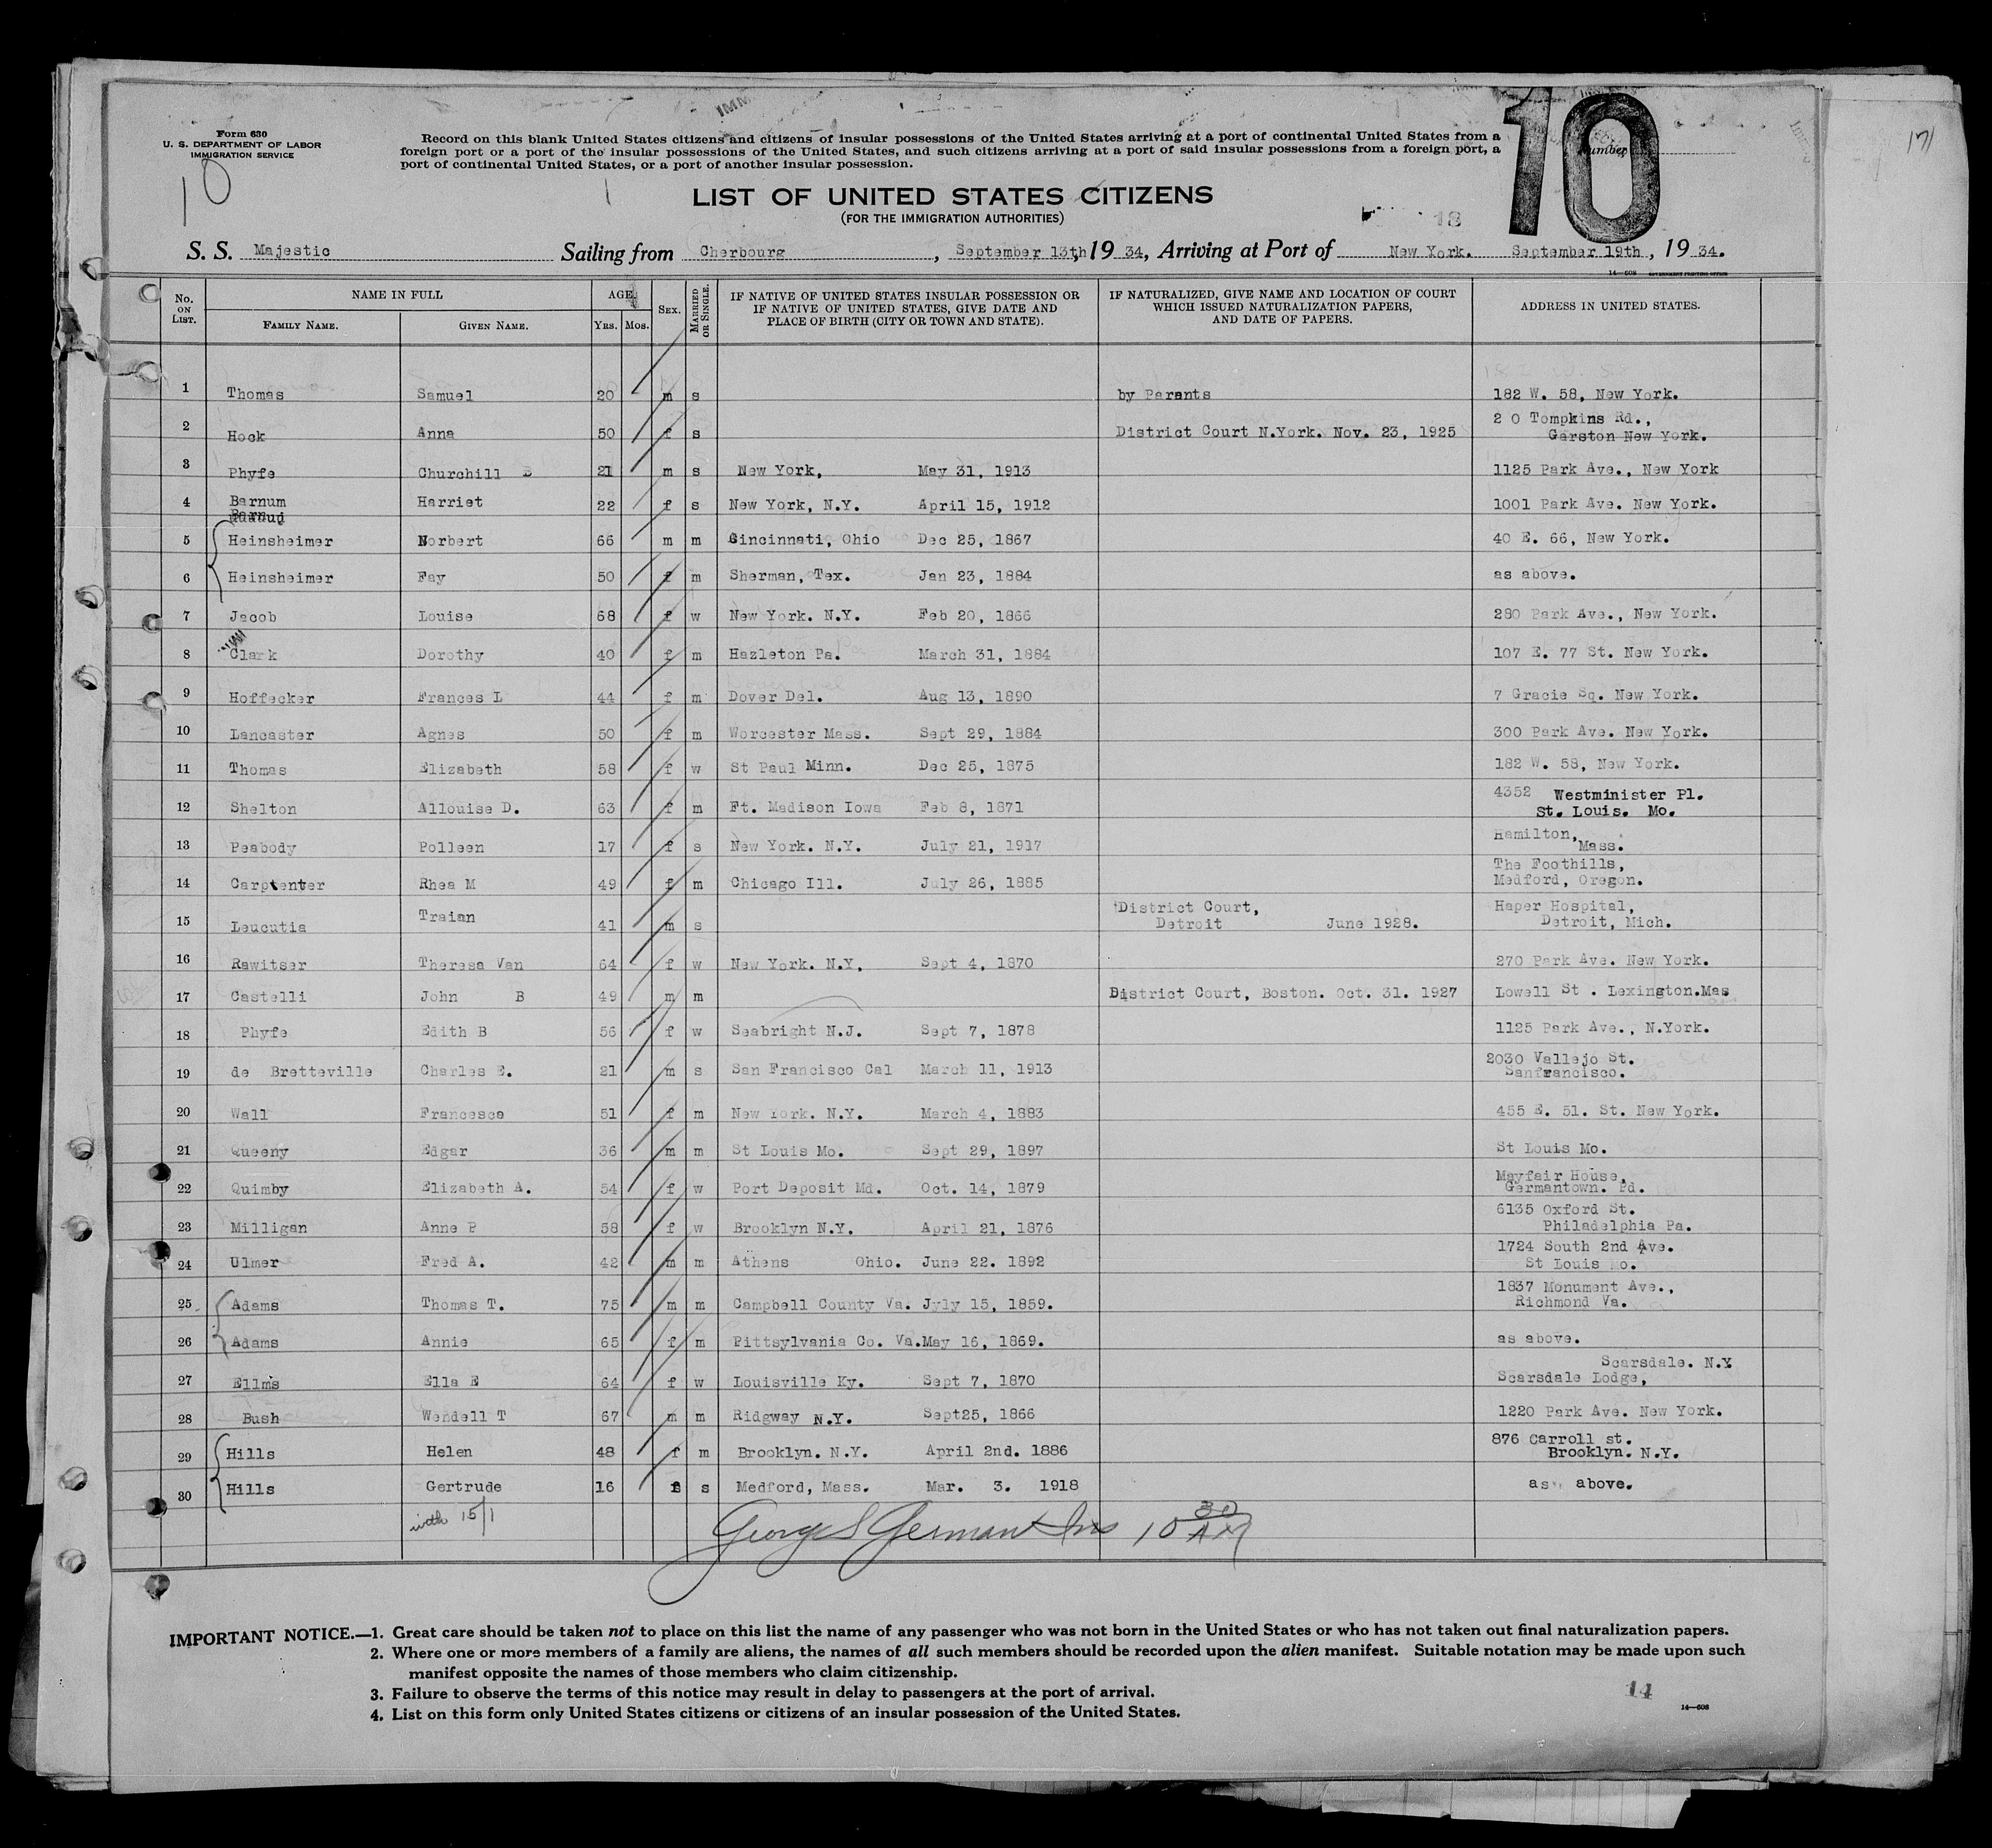 Form 630
U. S. DEPARTMENT OF LABOR
IMMIGRATION SERVICE
10
Record on this blank United States citizens and citizens of insular possessions of the United States arriving at a port of continental United States from a
foreign port or a port of the insular possessions of the United States, and such citizens arriving at a port of said insular possessions from a foreign port, a
port of continental United States, or a port of another insular possession.
10
171
LIST OF UNITED STATES CITIZENS
(FOR THE IMMIGRATION AUTHORITIES)
S. S. Majestic Sailing from Cherbourg, September 13th, 19 34, Arriving at Port of New York. September 19th, 19 34.
14—608 GOVERNMENT PRINTING OFFICE
No. ON LIST. NAME IN FULL FAMILY NAME. GIVEN NAME. AGE. YRS. MOS. SEX. MARRIED OR SINGLE. IF NATIVE OF UNITED STATES INSULAR POSSESSION OR IF NATIVE OF UNITED STATES, GIVE DATE AND PLACE OF BIRTH (CITY OR TOWN AND STATE). IF NATURALIZED, GIVE NAME AND LOCATION OF COURT WHICH ISSUED NATURALIZATION PAPERS, AND DATE OF PAPERS. ADDRESS IN UNITED STATES.
1 Thomas Samuel 20 m s by Parents 182 W. 58, New York.
2 Hock Anna 50 f s District Court N.York. Nov. 23, 1925 2 0 Tompkins Rd., Garston New York.
3 Phyfe Churchill B 21 m s New York, May 31, 1913 1125 Park Ave., New York
4 Barnum Harriet 22 f s New York, N.Y. April 15, 1912 1001 Park Ave. New York.
5 Heinsheimer Norbert 66 m m Cincinnati, Ohio Dec 25, 1867 40 E. 66, New York.
6 Heinsheimer Fay 50 f m Sherman, Tex. Jan 23, 1884 as above.
7 Jacob Louise 68 f w New York. N.Y. Feb 20, 1866 280 Park Ave., New York.
8 Clark Dorothy 40 f m Hazleton Pa. March 31, 1884 107 E. 77 St. New York.
9 Hoffecker Frances L 44 f m Dover Del. Aug 13, 1890 7 Gracie Sq. New York.
10 Lancaster Agnes 50 f m Worcester Mass. Sept 29, 1884 300 Park Ave. New York.
11 Thomas Elizabeth 58 f w St Paul Minn. Dec 25, 1875 182 W. 58, New York.
12 Shelton Allouise D. 63 f m Ft. Madison Iowa Feb 8, 1871 4352 Westminister Pl. St. Louis. Mo.
13 Peabody Polleen 17 f s New York. N.Y. July 21, 1917 Hamilton, Mass.
14 Carptenter Rhea M 49 f m Chicago Ill. July 26, 1885 The Foothills, Medford, Oregon.
15 Leucutia Traian 41 m s District Court, Detroit June 1928. Haper Hospital, Detroit, Mich.
16 Rawitser Theresa Van 64 f w New York. N.Y. Sept 4, 1870 270 Park Ave. New York.
17 Castelli John B 49 m m District Court, Boston. Oct. 31. 1927 Lowell St . Lexington.Mas
18 Phyfe Edith B 56 f w Seabright N.J. Sept 7, 1878 1125 Park Ave., N.York.
19 de Bretteville Charles E. 21 m s San Francisco Cal March 11, 1913 2030 Vallejo St. Sanfrancisco.
20 Wall Francesca 51 f m New York. N.Y. March 4, 1883 455 E. 51. St. New York.
21 Queeny Edgar 36 m m St Louis Mo. Sept 29, 1897 St Louis Mo.
22 Quimby Elizabeth A. 54 f w Port Deposit Md. Oct. 14, 1879 Mayfair House, Germantown. Pd.
23 Milligan Anne P 58 f w Brooklyn N.Y. April 21, 1876 6135 Oxford St. Philadelphia Pa.
24 Ulmer Fred A. 42 m m Athens Ohio. June 22. 1892 1724 South 2nd Ave. St Louis Mo.
25 Adams Thomas T. 75 m m Campbell County Va. Jyly 15, 1859. 1837 Monument Ave., Richmond Va.
26 Adams Annie 65 f m Pittsylvania Co. Va.May 16, 1869. as above.
27 Ellms Ella E 64 f w Louisville Ky. Sept 7, 1870 Scarsdale. N.Y Scarsdale Lodge,
28 Bush Wendell T 67 m m Ridgway N.Y. Sept25, 1866 1220 Park Ave. New York.
29 Hills Helen 48 f m Brooklyn. N.Y. April 2nd. 1886 876 Carroll st. Brooklyn. N.Y.
30 Hills Gertrude 16 f s Medford, Mass. Mar. 3. 1918 as above.
with 15/1 George S German Ins 10 30 AM
IMPORTANT NOTICE.—1. Great care should be taken not to place on this list the name of any passenger who was not born in the United States or who has not taken out final naturalization papers.
2. Where one or more members of a family are aliens, the names of all such members should be recorded upon the alien manifest. Suitable notation may be made upon such
manifest opposite the names of those members who claim citizenship.
3. Failure to observe the terms of this notice may result in delay to passengers at the port of arrival.
4. List on this form only United States citizens or citizens of an insular possession of the United States.
14
14—608